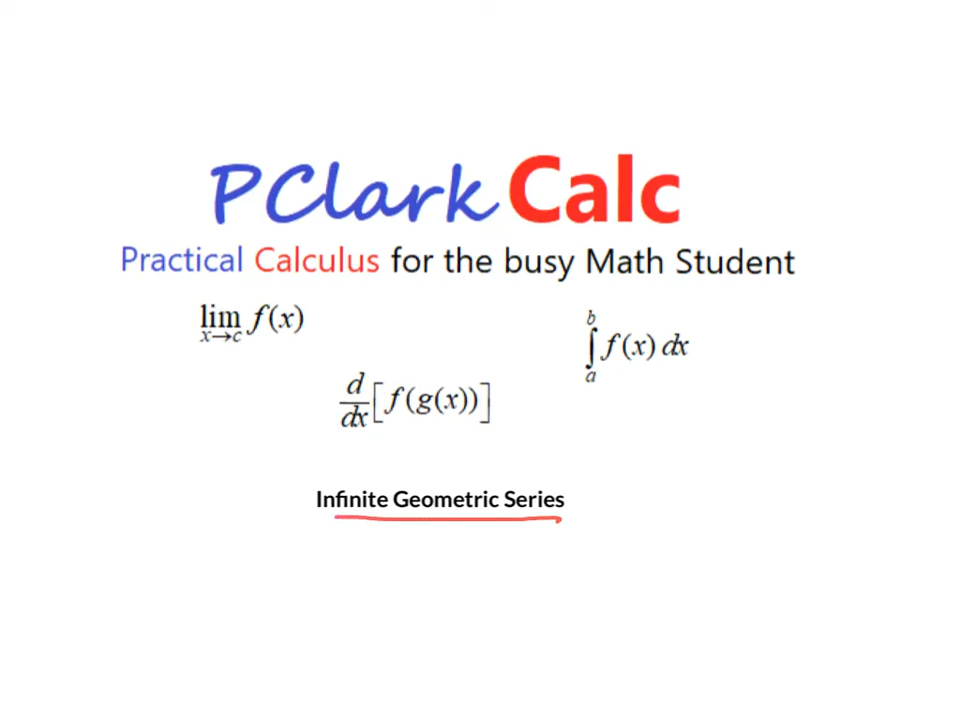 PClark Calc
Practical Calculus for the busy Math Student
lim f(x)
x→c
b
∫ f(x) dx
a
d/dx [f(g(x))]
Infinite Geometric Series